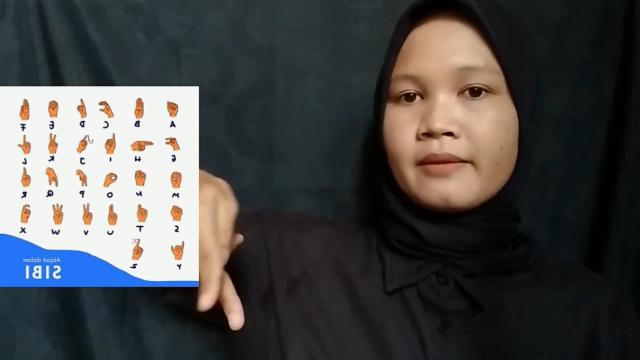 A B C D E F
G H I J K L
M N O P Q R
S T U V W X
Y Z
Abjad dalam
SIBI